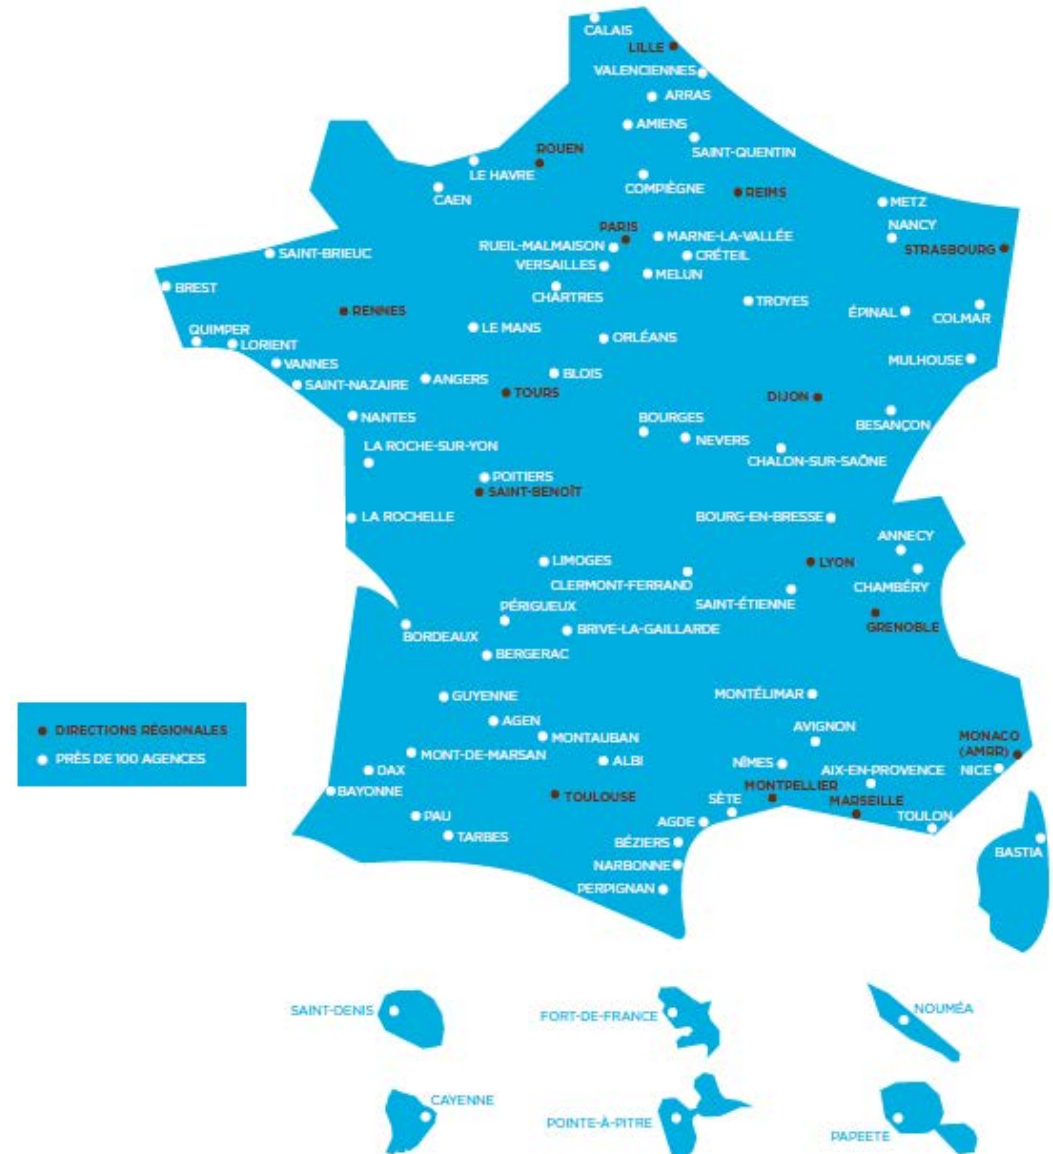 CALAIS
LILLE
VALENCIENNES
ARRAS
AMIENS
SAINT-QUENTIN
ROUEN
LE HAVRE
COMPIÈGNE
REIMS
CAEN
METZ
NANCY
PARIS
MARNE-LA-VALLÉE
STRASBOURG
RUEIL-MALMAISON
SAINT-BRIEUC
CRÉTEIL
VERSAILLES
MELUN
BREST
CHARTRES
TROYES
RENNES
ÉPINAL
COLMAR
QUIMPER
LE MANS
ORLÉANS
LORIENT
MULHOUSE
VANNES
BLOIS
ANGERS
SAINT-NAZAIRE
TOURS
DIJON
NANTES
BOURGES
BESANÇON
NEVERS
LA ROCHE-SUR-YON
CHALON-SUR-SAÔNE
POITIERS
SAINT-BENOÎT
LA ROCHELLE
BOURG-EN-BRESSE
ANNECY
LIMOGES
LYON
CLERMONT-FERRAND
CHAMBÉRY
SAINT-ÉTIENNE
PÉRIGUEUX
GRENOBLE
BRIVE-LA-GAILLARDE
BORDEAUX
BERGERAC
GUYENNE
MONTÉLIMAR
AGEN
AVIGNON
DIRECTIONS RÉGIONALES
MONTAUBAN
MONACO
(AMRR)
MONT-DE-MARSAN
PRÈS DE 100 AGENCES
ALBI
NÎMES
AIX-EN-PROVENCE
NICE
DAX
MONTPELLIER
BAYONNE
TOULOUSE
SÈTE
MARSEILLE
PAU
AGDE
TOULON
TARBES
BÉZIERS
BASTIA
NARBONNE
PERPIGNAN
SAINT-DENIS
FORT-DE-FRANCE
NOUMÉA
CAYENNE
POINTE-À-PITRE
PAPEETE